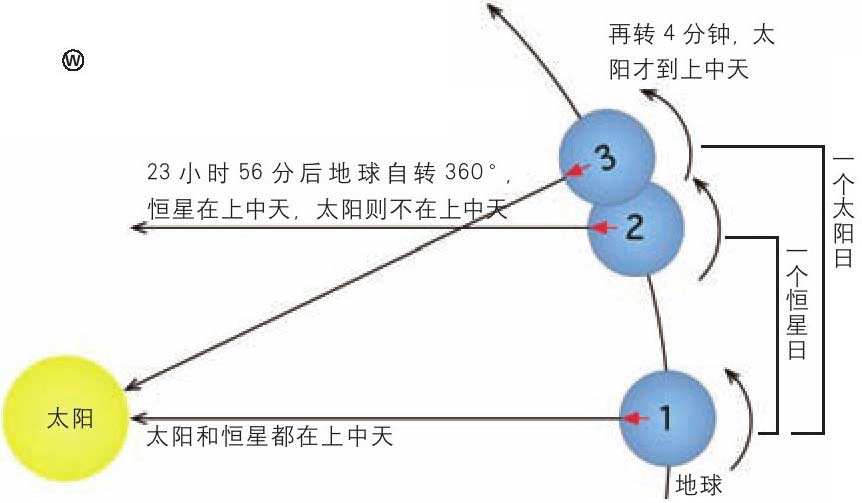 W
再转 4 分钟，太
阳才到上中天
3
23 小时 56 分后地球自转 360°，
恒星在上中天，太阳则不在上中天
2
一个太阳日
一个恒星日
太阳
1
太阳和恒星都在上中天
地球